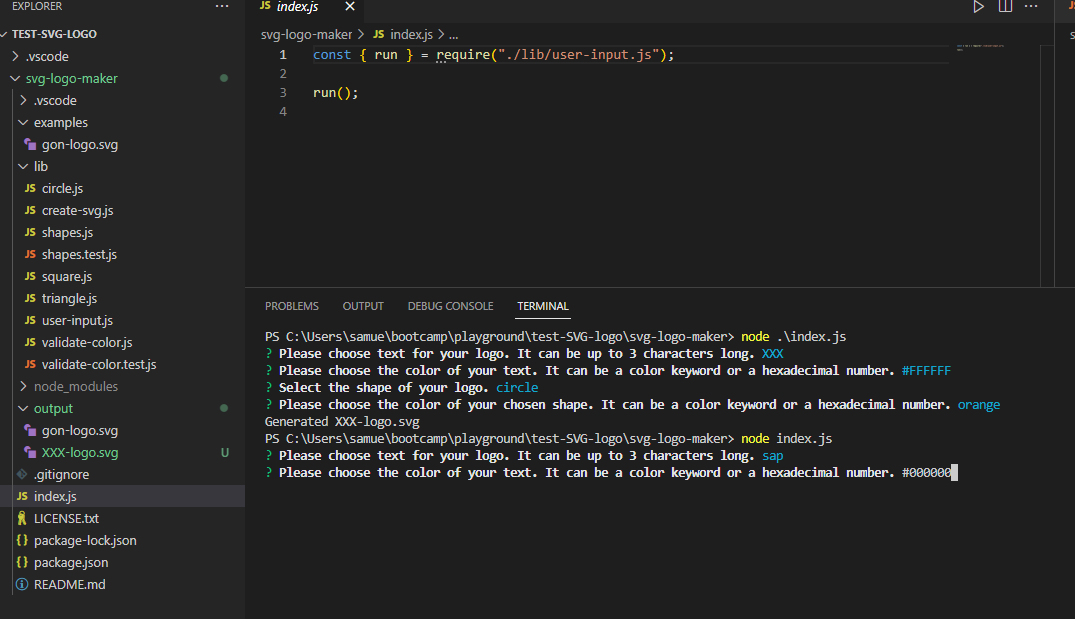 EXPLORER
TEST-SVG-LOGO
.vscode
svg-logo-maker
.vscode
examples
gon-logo.svg
lib
JS circle.js
JS create-svg.js
JS shapes.js
JS shapes.test.js
JS square.js
JS triangle.js
JS user-input.js
JS validate-color.js
JS validate-color.test.js
node_modules
output
gon-logo.svg
XXX-logo.svg U
.gitignore
JS index.js
LICENSE.txt
{} package-lock.json
{} package.json
README.md
JS index.js
svg-logo-maker > JS index.js > ...
1 const { run } = require("./lib/user-input.js");
2
3 run();
4
PROBLEMS OUTPUT DEBUG CONSOLE TERMINAL
PS C:\Users\samue\bootcamp\playground\test-SVG-logo\svg-logo-maker> node .\index.js
? Please choose text for your logo. It can be up to 3 characters long. XXX
? Please choose the color of your text. It can be a color keyword or a hexadecimal number. #FFFFFF
? Select the shape of your logo. circle
? Please choose the color of your chosen shape. It can be a color keyword or a hexadecimal number. orange
Generated XXX-logo.svg
PS C:\Users\samue\bootcamp\playground\test-SVG-logo\svg-logo-maker> node index.js
? Please choose text for your logo. It can be up to 3 characters long. sap
? Please choose the color of your text. It can be a color keyword or a hexadecimal number. #000000